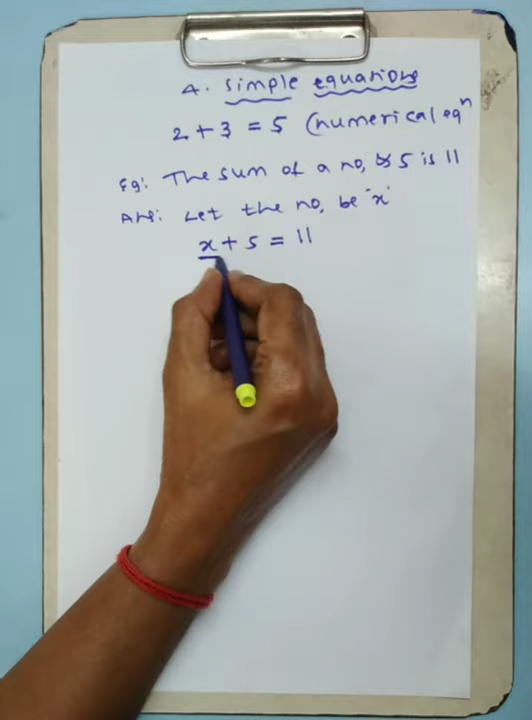 4. Simple equations
2 + 3 = 5 (numerical eqn
Eg: The sum of a no, & 5 is 11
Ans: Let the no, be "x"
x + 5 = 11